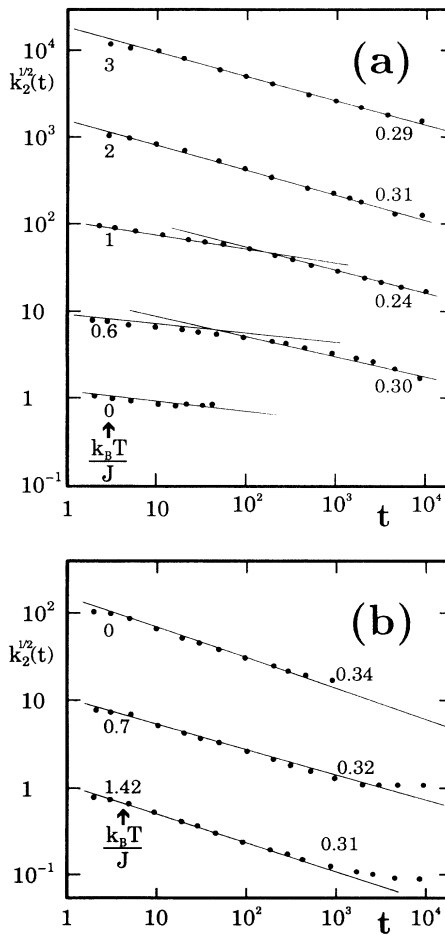 (a)
10⁴
k₂^{1/2}(t)
3
10³
0.29
2
10²
0.31
1
10
0.24
0.6
1
0.30
0
k_B T
J
10⁻¹
1 10 10² 10³ 10⁴
t
(b)
10²
k₂^{1/2}(t)
0
0.34
10
0.7
1
0.32
1.42
k_B T
J
0.31
10⁻¹
1 10 10² 10³ 10⁴
t